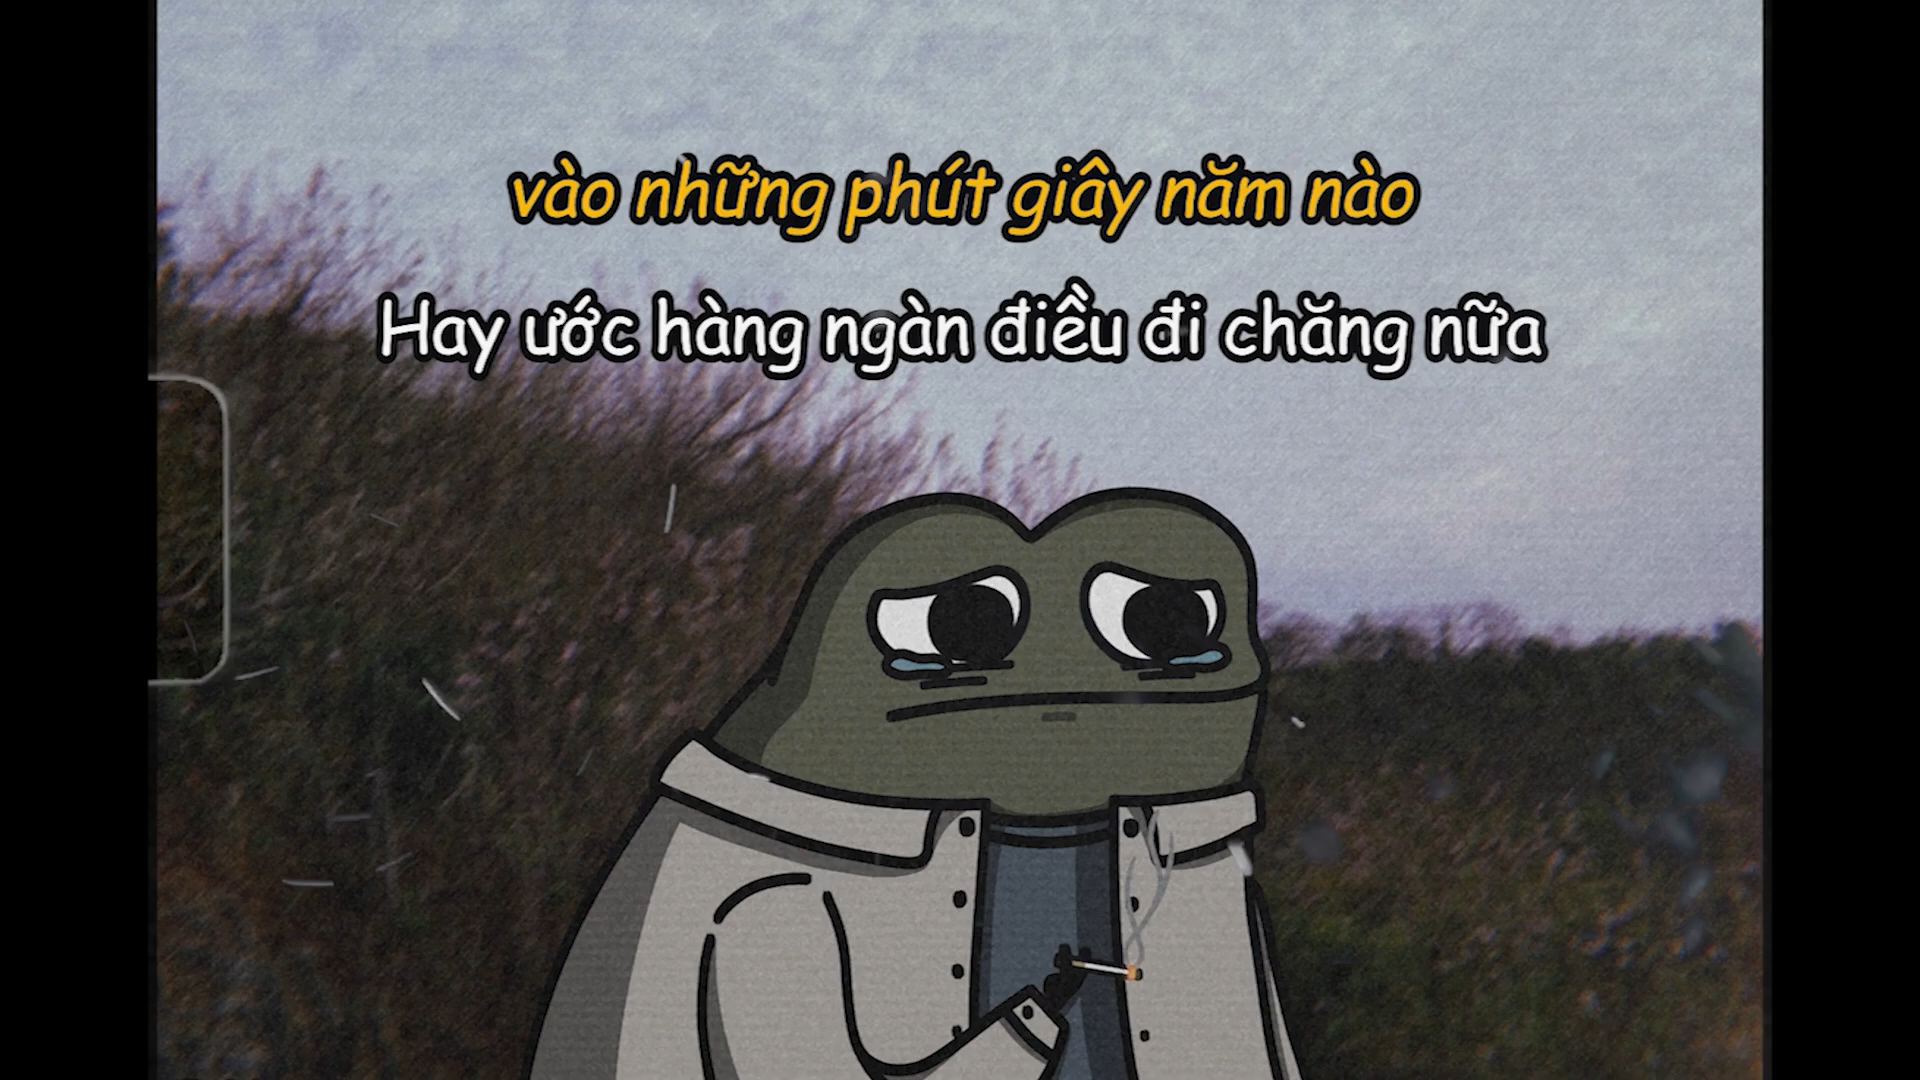 vào những phút giây năm nào
Hay ước hàng ngàn điều đi chăng nữa